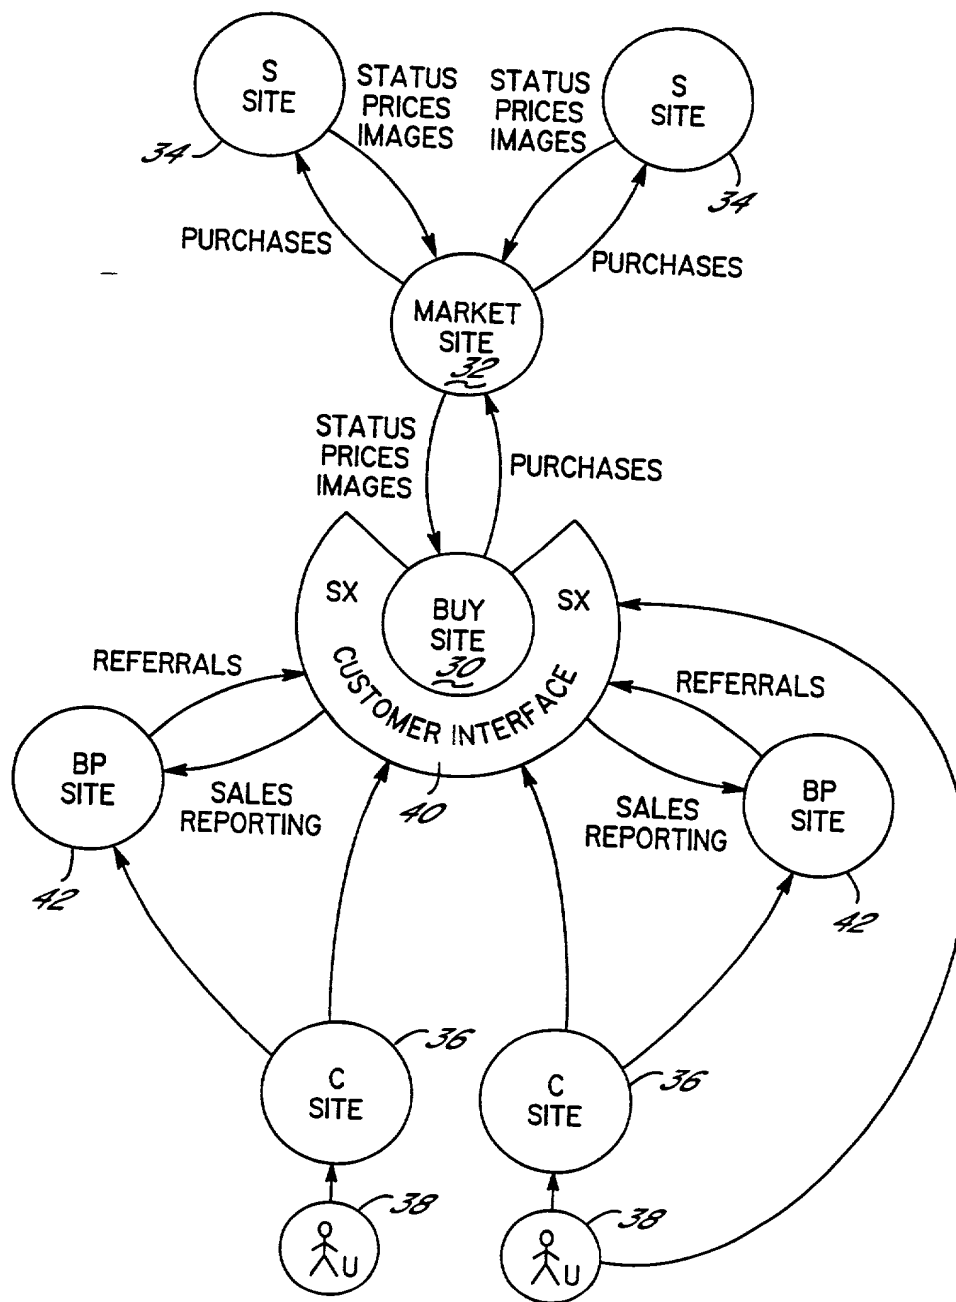 S
SITE
34
STATUS
PRICES
IMAGES
STATUS
PRICES
IMAGES
S
SITE
34
PURCHASES
PURCHASES
MARKET
SITE
32
STATUS
PRICES
IMAGES
PURCHASES
SX
BUY
SITE
30
SX
CUSTOMER INTERFACE
40
REFERRALS
REFERRALS
BP
SITE
42
SALES
REPORTING
SALES
REPORTING
BP
SITE
42
C
SITE
36
C
SITE
36
U
38
U
38